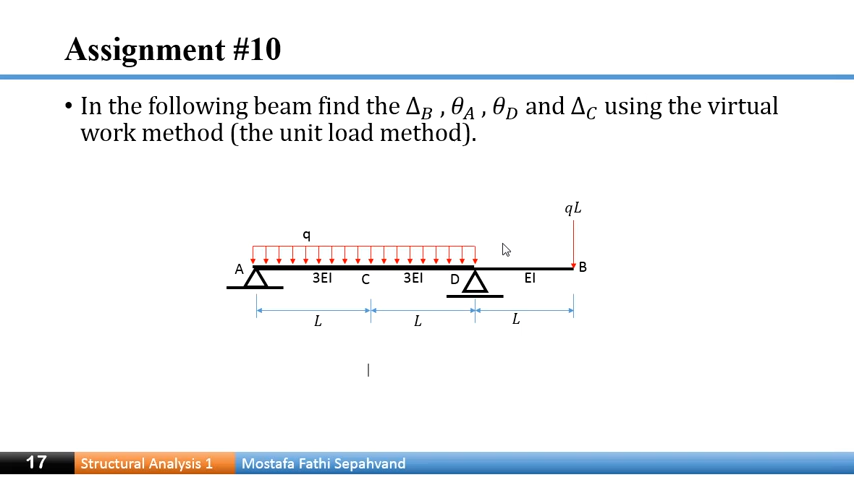 Assignment #10
• In the following beam find the Δ_B , θ_A , θ_D and Δ_C using the virtual
work method (the unit load method).
qL
q
A
B
3EI
C
3EI
D
EI
L
L
L
17
Structural Analysis 1
Mostafa Fathi Sepahvand